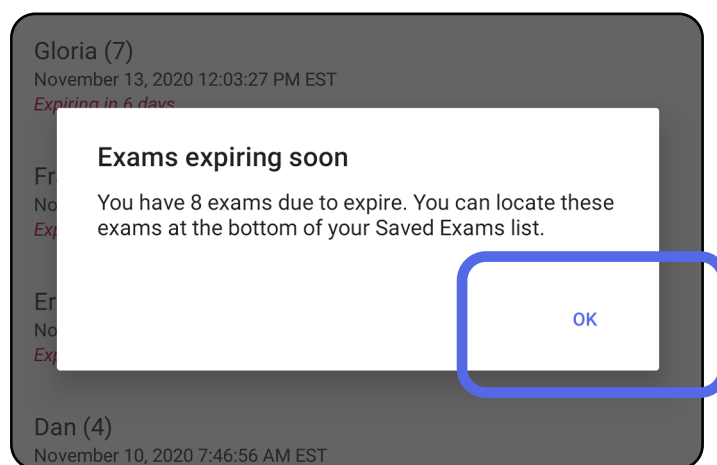 Gloria (7)
November 13, 2020 12:03:27 PM EST
Expiring in 6 days
Exams expiring soon
You have 8 exams due to expire. You can locate these
exams at the bottom of your Saved Exams list.
OK
Dan (4)
November 10, 2020 7:46:56 AM EST